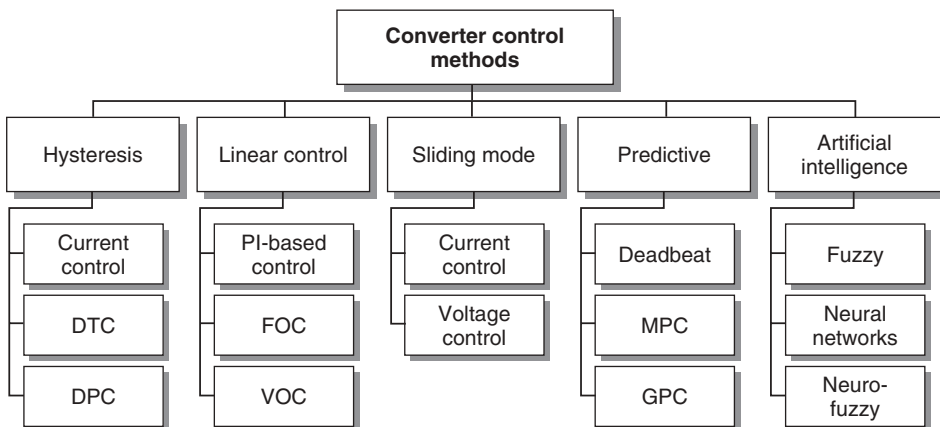 Converter control
methods
Hysteresis
Linear control
Sliding mode
Predictive
Artificial
intelligence
Current
control
DTC
DPC
PI-based
control
FOC
VOC
Current
control
Voltage
control
Deadbeat
MPC
GPC
Fuzzy
Neural
networks
Neuro-
fuzzy